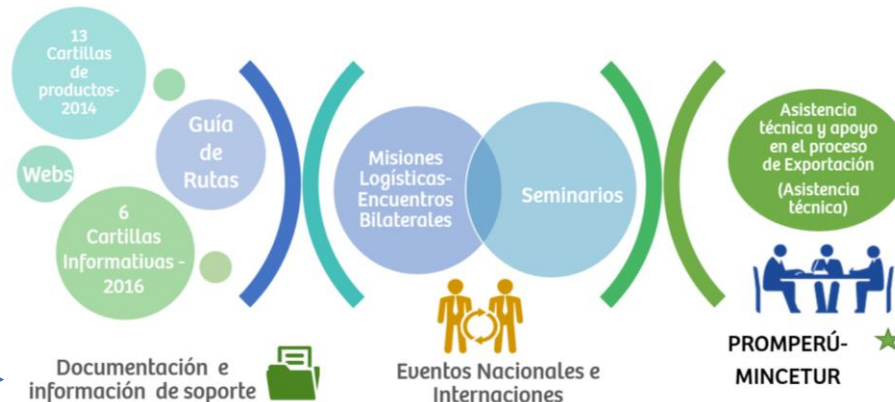 13
Cartillas
de
productos-
2014
Guía
de
Rutas
Webs
6
Cartillas
Informativas -
2016
Documentación e
información de soporte
Misiones
Logísticas-
Encuentros
Bilaterales
Seminarios
Eventos Nacionales e
Internaciones
Asistencia
técnica y apoyo
en el proceso
de Exportación
(Asistencia
técnica)
PROMPERÚ-
MINCETUR